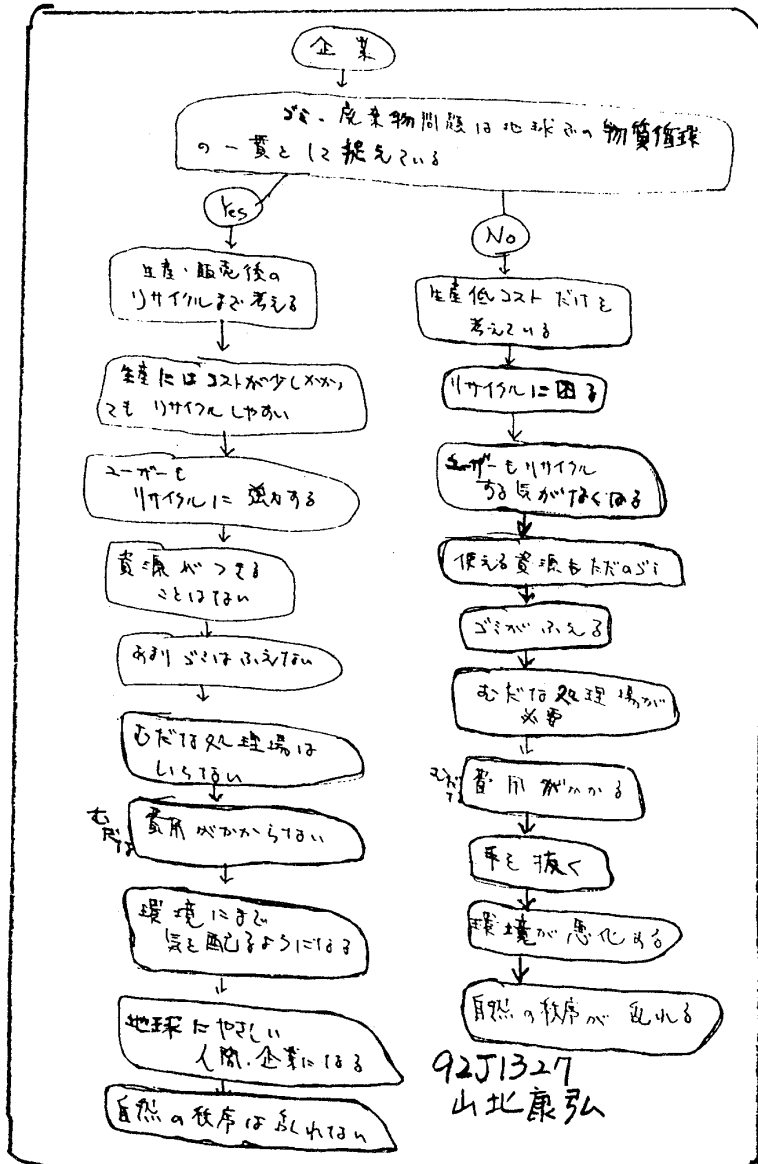 企業
ゴミ、廃棄物問題は地球での物質循環
の一貫として捉えている
Yes
生産・販売後の
リサイクルまで考える
生産にはコストが少しかかっ
ても リサイクルしやすい
ユーザーも
リサイクルに強力する
資源がつきる
ことはない
あまりゴミはふえない
むだな処理場は
いらない
むだな
費用がかからない
環境にまで
気を配るようになる
地球にやさしい
人間、企業になる
自然の秩序は乱れない
No
生産低コストだけを
考えている
リサイクルに困る
ユーザーもリサイクル
する気がなくなる
使える資源もただのゴミ
ゴミがふえる
むだな処理場が
必要
むだな
費用がかかる
手を抜く
環境が悪化する
自然の秩序が乱れる
92J1327
山北康弘